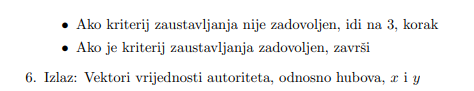 • Ako kriterij zaustavljanja nije zadovoljen, idi na 3, korak
• Ako je kriterij zaustavljanja zadovoljen, završi
6. Izlaz: Vektori vrijednosti autoriteta, odnosno hubova, x i y